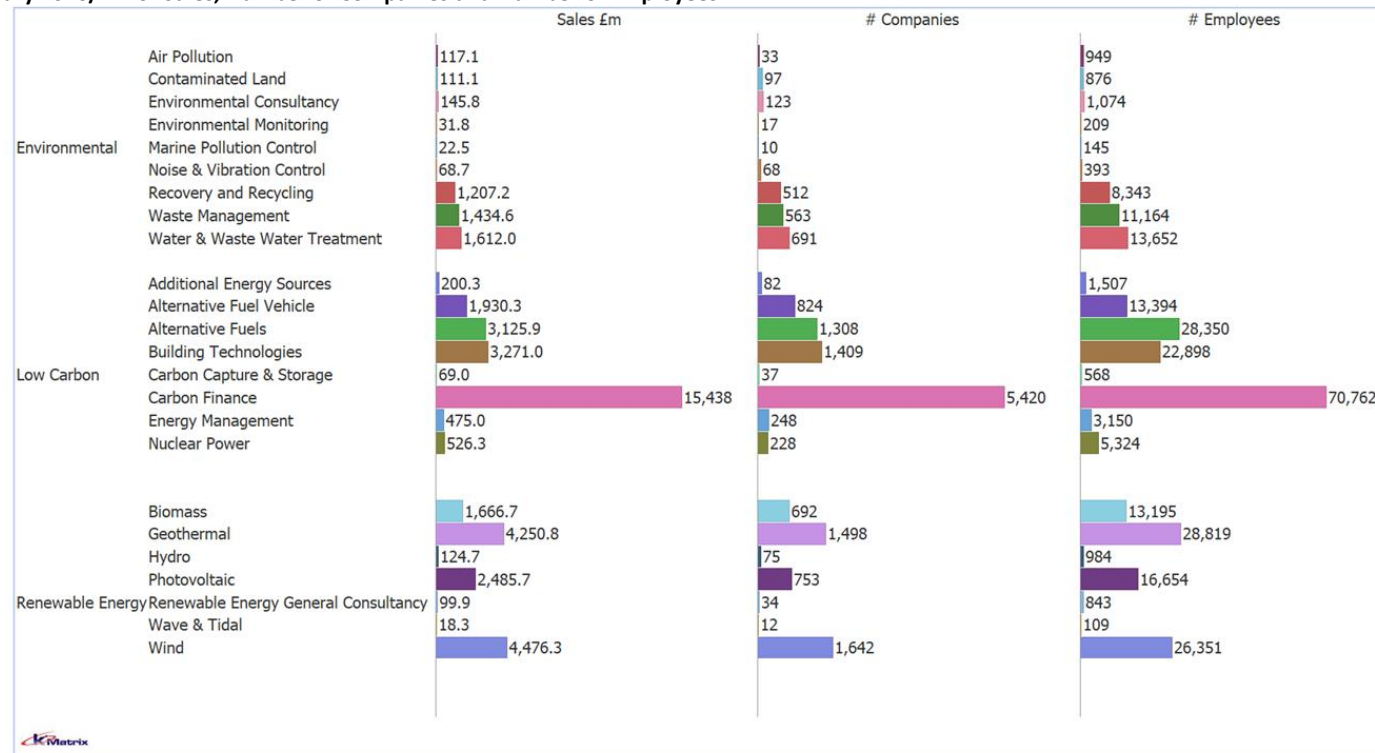 Sales £m # Companies # Employees
Air Pollution 117.1 33 949
Contaminated Land 111.1 97 876
Environmental Consultancy 145.8 123 1,074
Environmental Monitoring 31.8 17 209
Environmental Marine Pollution Control 22.5 10 145
Noise & Vibration Control 68.7 68 393
Recovery and Recycling 1,207.2 512 8,343
Waste Management 1,434.6 563 11,164
Water & Waste Water Treatment 1,612.0 691 13,652
Additional Energy Sources 200.3 82 1,507
Alternative Fuel Vehicle 1,930.3 824 13,394
Alternative Fuels 3,125.9 1,308 28,350
Building Technologies 3,271.0 1,409 22,898
Low Carbon Carbon Capture & Storage 69.0 37 568
Carbon Finance 15,438 5,420 70,762
Energy Management 475.0 248 3,150
Nuclear Power 526.3 228 5,324
Biomass 1,666.7 692 13,195
Geothermal 4,250.8 1,498 28,819
Hydro 124.7 75 984
Photovoltaic 2,485.7 753 16,654
Renewable Energy Renewable Energy General Consultancy 99.9 34 843
Wave & Tidal 18.3 12 109
Wind 4,476.3 1,642 26,351
kMatrix